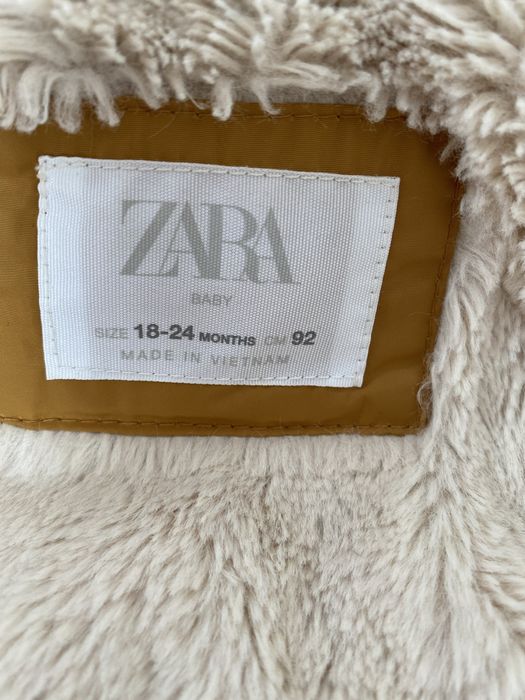 ZARA
BABY
SIZE 18-24 MONTHS CM 92
MADE IN VIETNAM